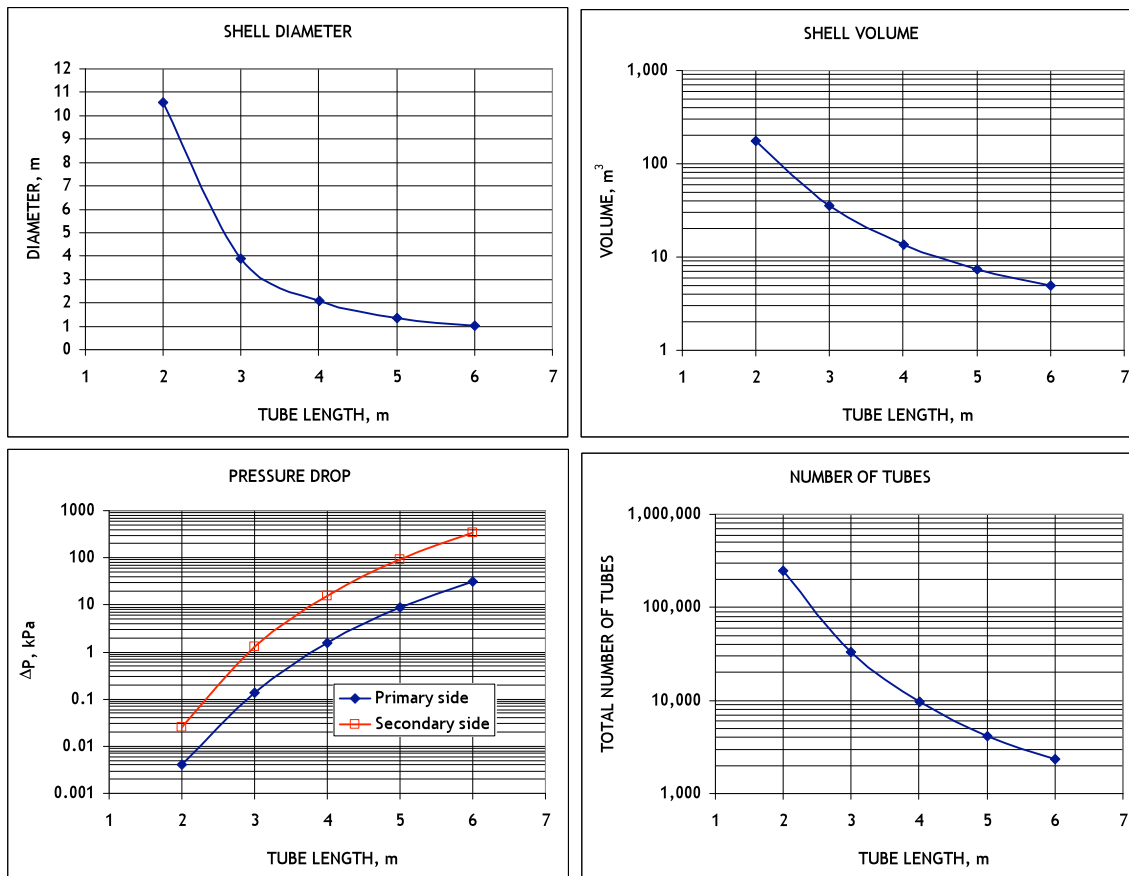 SHELL DIAMETER
12
11
10
9
8
7
6
5
4
3
2
1
0
DIAMETER, m
1 2 3 4 5 6 7
TUBE LENGTH, m
SHELL VOLUME
1,000
100
10
1
VOLUME, m³
1 2 3 4 5 6 7
TUBE LENGTH, m
PRESSURE DROP
1000
100
10
1
0.1
0.01
0.001
ΔP, kPa
Primary side
Secondary side
1 2 3 4 5 6 7
TUBE LENGTH, m
NUMBER OF TUBES
1,000,000
100,000
10,000
1,000
TOTAL NUMBER OF TUBES
1 2 3 4 5 6 7
TUBE LENGTH, m